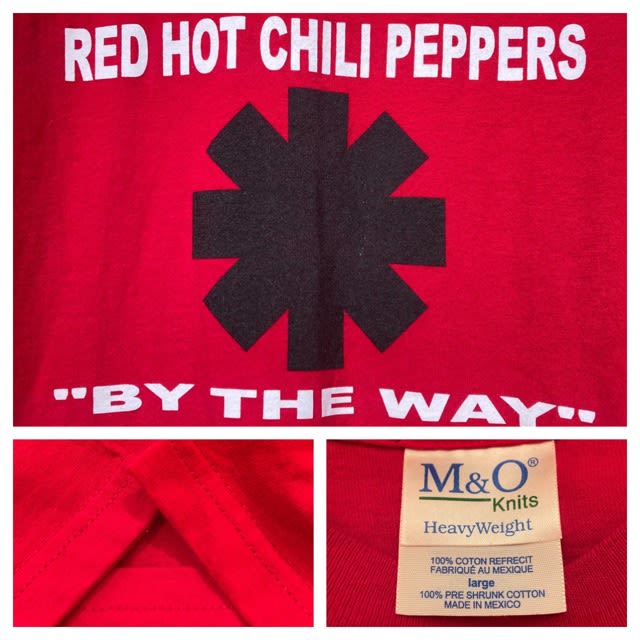 RED HOT CHILI PEPPERS
"BY THE WAY"
M&O®
Knits
HeavyWeight
100% COTON REFRECIT
FABRIQUÉ AU MEXIQUE
large
100% PRE SHRUNK COTTON
MADE IN MEXICO